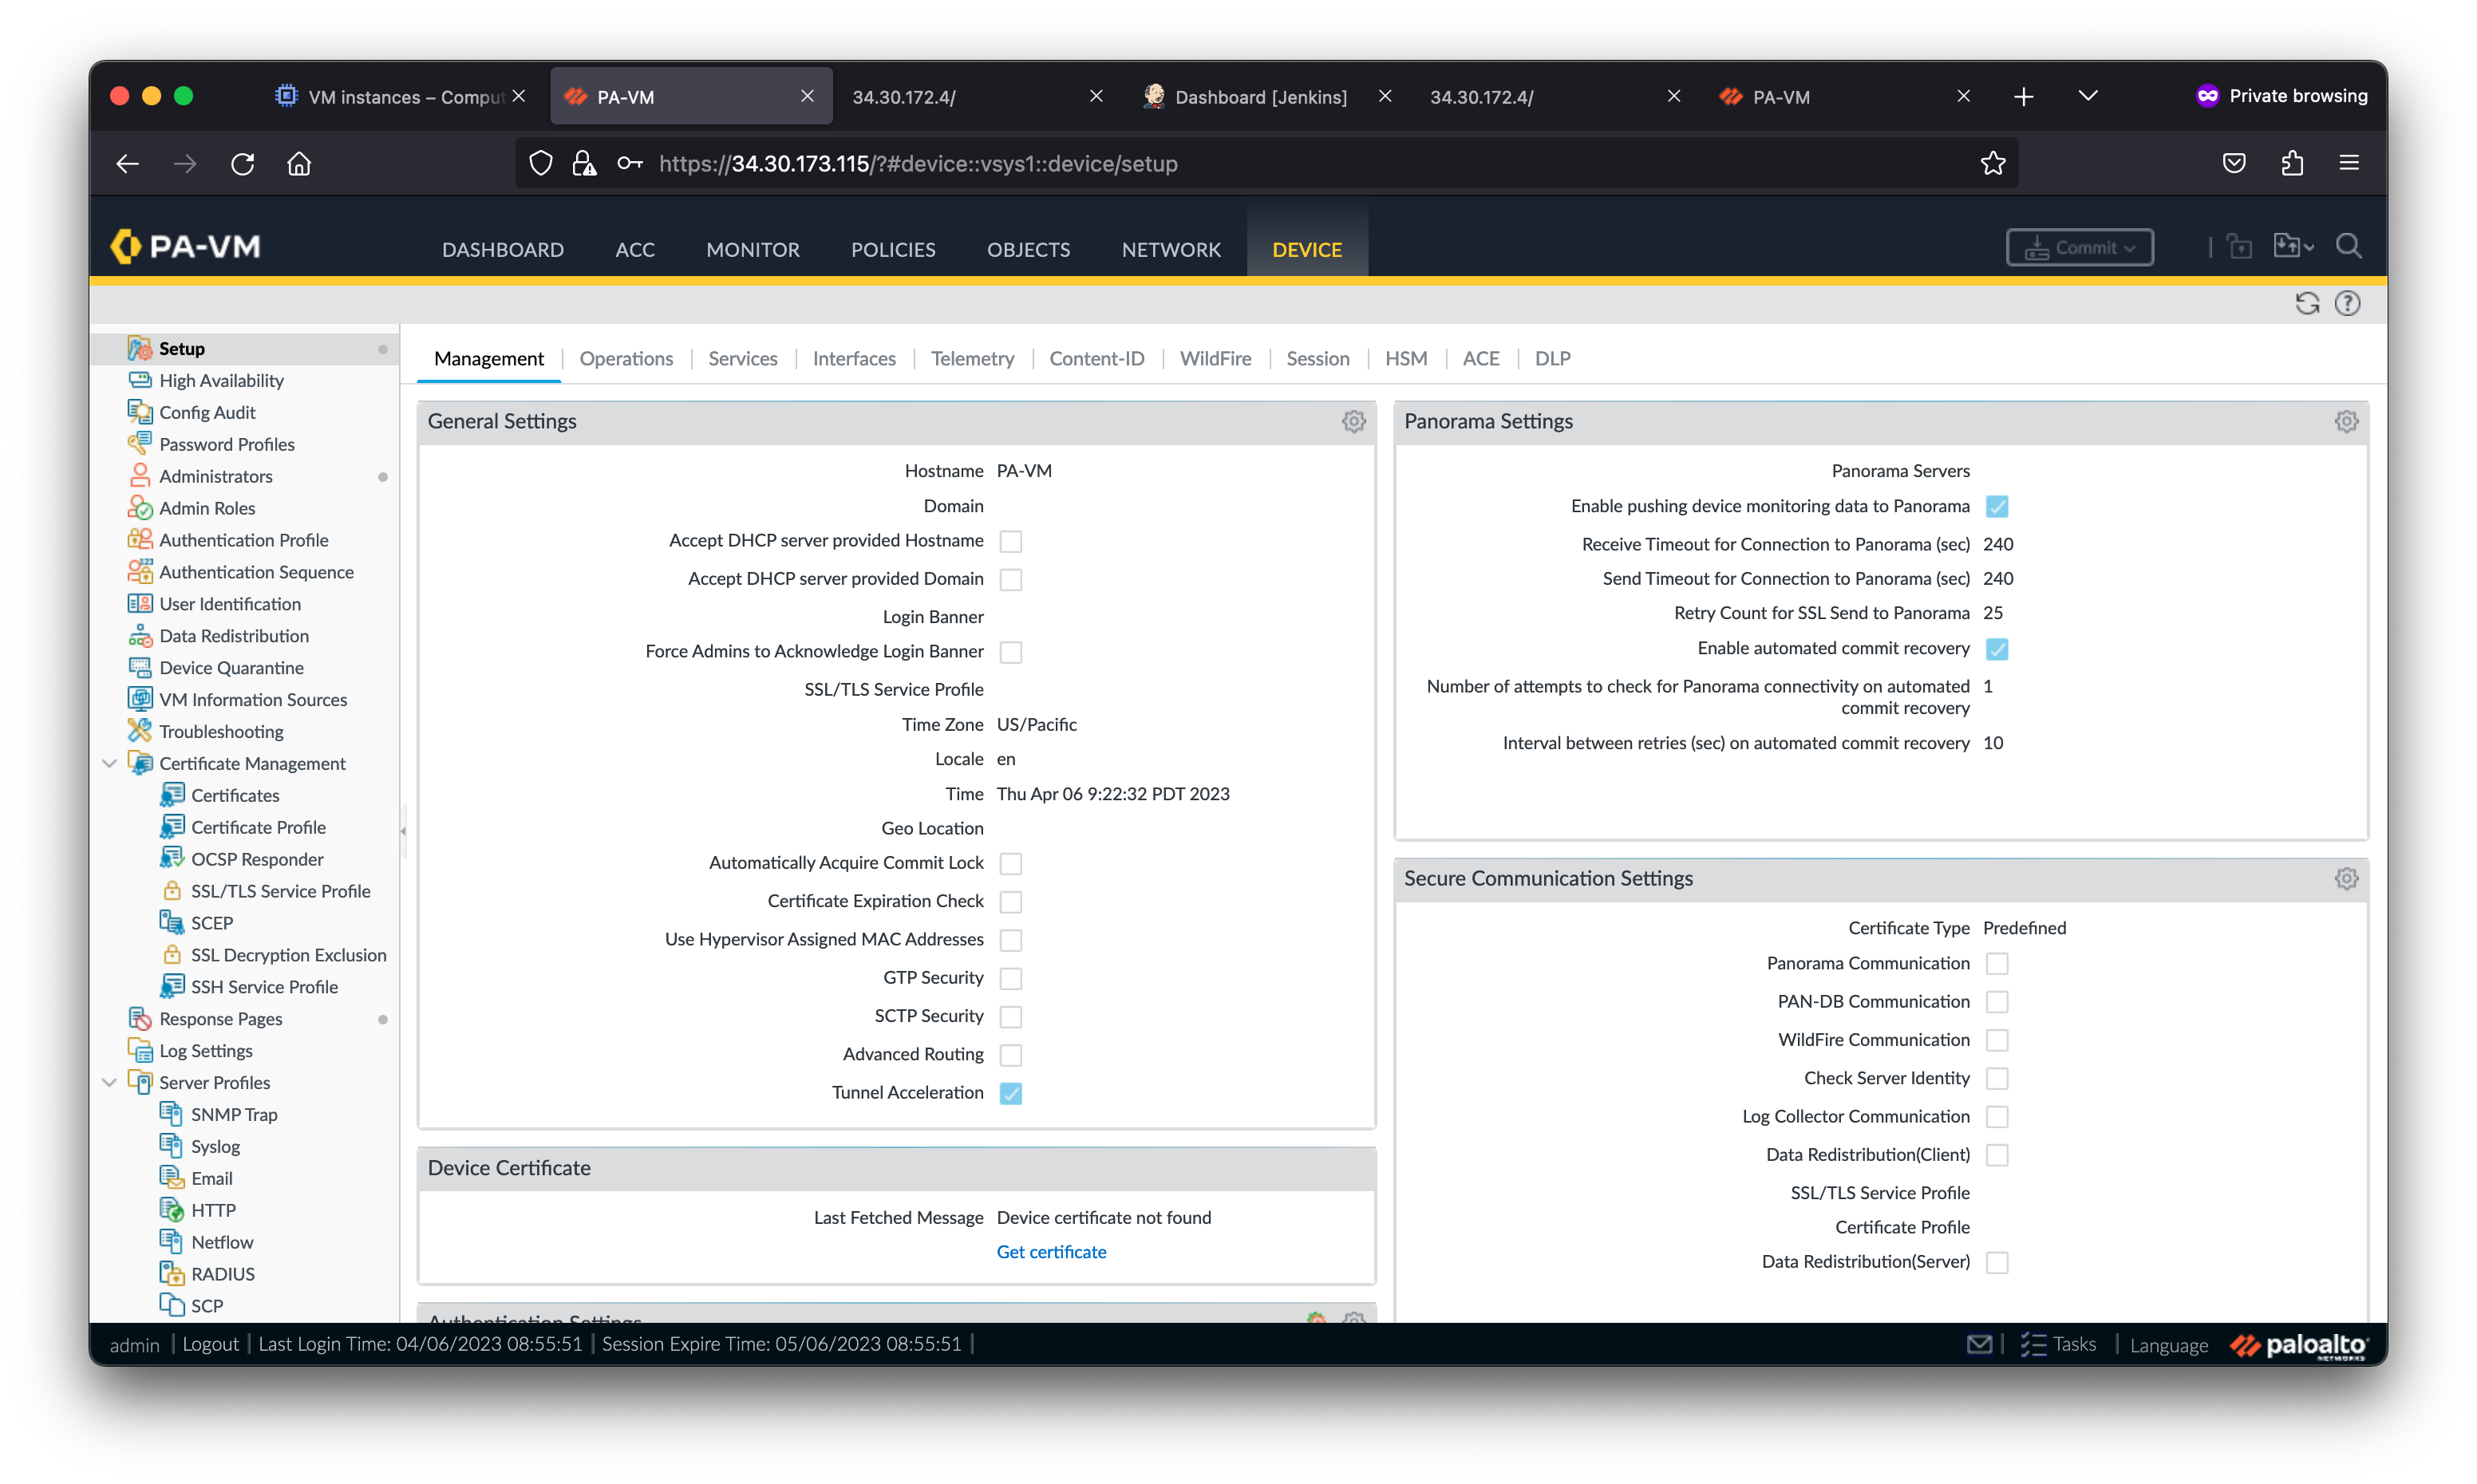 VM instances – Comput
PA-VM
34.30.172.4/
Dashboard [Jenkins]
34.30.172.4/
PA-VM
Private browsing
https://34.30.173.115/?#device::vsys1::device/setup
PA-VM
DASHBOARD
ACC
MONITOR
POLICIES
OBJECTS
NETWORK
DEVICE
Commit
Setup
High Availability
Config Audit
Password Profiles
Administrators
Admin Roles
Authentication Profile
Authentication Sequence
User Identification
Data Redistribution
Device Quarantine
VM Information Sources
Troubleshooting
Certificate Management
Certificates
Certificate Profile
OCSP Responder
SSL/TLS Service Profile
SCEP
SSL Decryption Exclusion
SSH Service Profile
Response Pages
Log Settings
Server Profiles
SNMP Trap
Syslog
Email
HTTP
Netflow
RADIUS
SCP
Management
Operations
Services
Interfaces
Telemetry
Content-ID
WildFire
Session
HSM
ACE
DLP
General Settings
Hostname PA-VM
Domain
Accept DHCP server provided Hostname
Accept DHCP server provided Domain
Login Banner
Force Admins to Acknowledge Login Banner
SSL/TLS Service Profile
Time Zone US/Pacific
Locale en
Time Thu Apr 06 9:22:32 PDT 2023
Geo Location
Automatically Acquire Commit Lock
Certificate Expiration Check
Use Hypervisor Assigned MAC Addresses
GTP Security
SCTP Security
Advanced Routing
Tunnel Acceleration
Device Certificate
Last Fetched Message Device certificate not found
Get certificate
Authentication Settings
Panorama Settings
Panorama Servers
Enable pushing device monitoring data to Panorama
Receive Timeout for Connection to Panorama (sec) 240
Send Timeout for Connection to Panorama (sec) 240
Retry Count for SSL Send to Panorama 25
Enable automated commit recovery
Number of attempts to check for Panorama connectivity on automated 1
commit recovery
Interval between retries (sec) on automated commit recovery 10
Secure Communication Settings
Certificate Type Predefined
Panorama Communication
PAN-DB Communication
WildFire Communication
Check Server Identity
Log Collector Communication
Data Redistribution(Client)
SSL/TLS Service Profile
Certificate Profile
Data Redistribution(Server)
admin | Logout | Last Login Time: 04/06/2023 08:55:51 | Session Expire Time: 05/06/2023 08:55:51 |
Tasks | Language
paloalto
NETWORKS